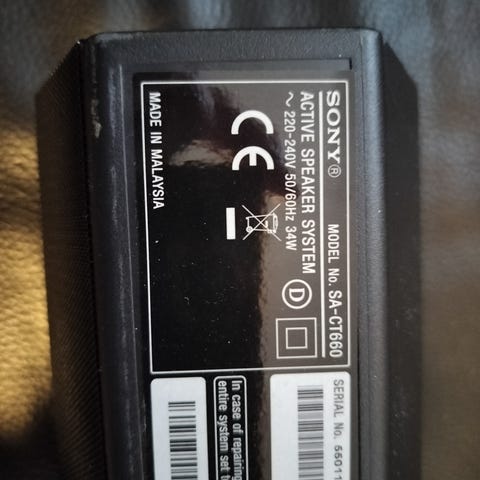 SONY® MODEL No. SA-CT660
ACTIVE SPEAKER SYSTEM
~ 220-240V 50/60Hz 34W
D
CE
MADE IN MALAYSIA
SERIAL No.
In case of repairing
entire system set